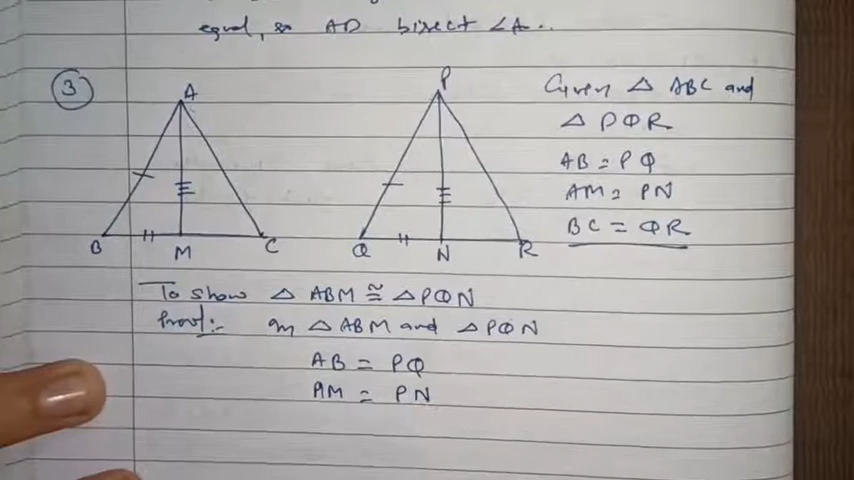 equal, so AD bisect ∠A..
3
A
P
Given △ ABC and
△ PQR
AB = PQ
AM = PN
BC = QR
B M C Q N R
To show △ ABM ≅ △PQN
Proof:- In △ ABM and △PQN
AB = PQ
AM = PN